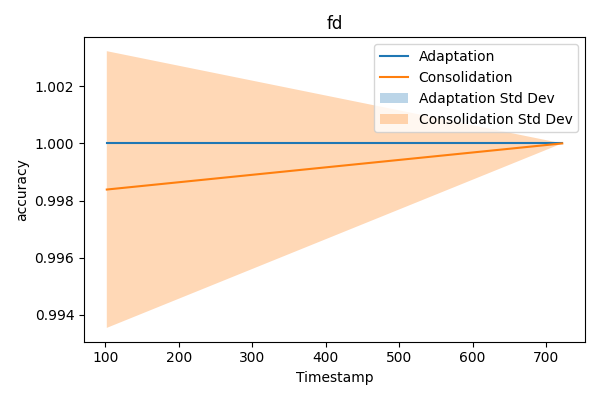 fd
Adaptation
Consolidation
Adaptation Std Dev
Consolidation Std Dev
accuracy
1.002
1.000
0.998
0.996
0.994
100 200 300 400 500 600 700
Timestamp